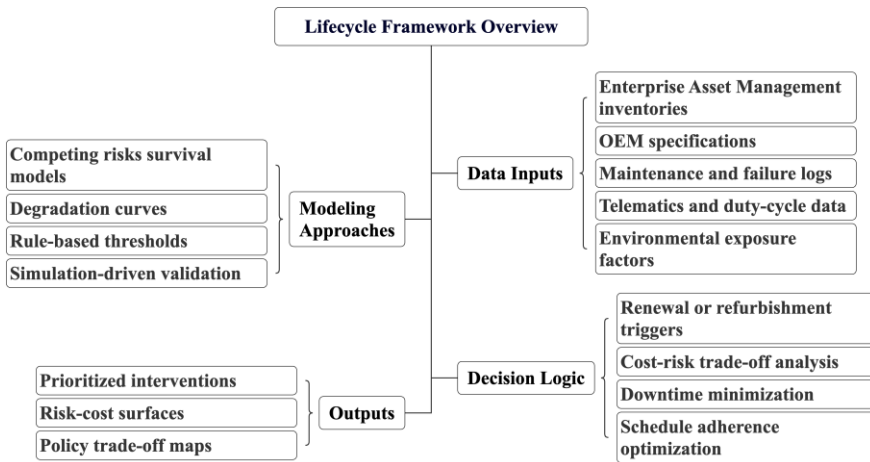 Lifecycle Framework Overview
Data Inputs
Enterprise Asset Management
inventories
OEM specifications
Maintenance and failure logs
Telematics and duty-cycle data
Environmental exposure
factors
Modeling
Approaches
Competing risks survival
models
Degradation curves
Rule-based thresholds
Simulation-driven validation
Decision Logic
Renewal or refurbishment
triggers
Cost-risk trade-off analysis
Downtime minimization
Schedule adherence
optimization
Outputs
Prioritized interventions
Risk-cost surfaces
Policy trade-off maps